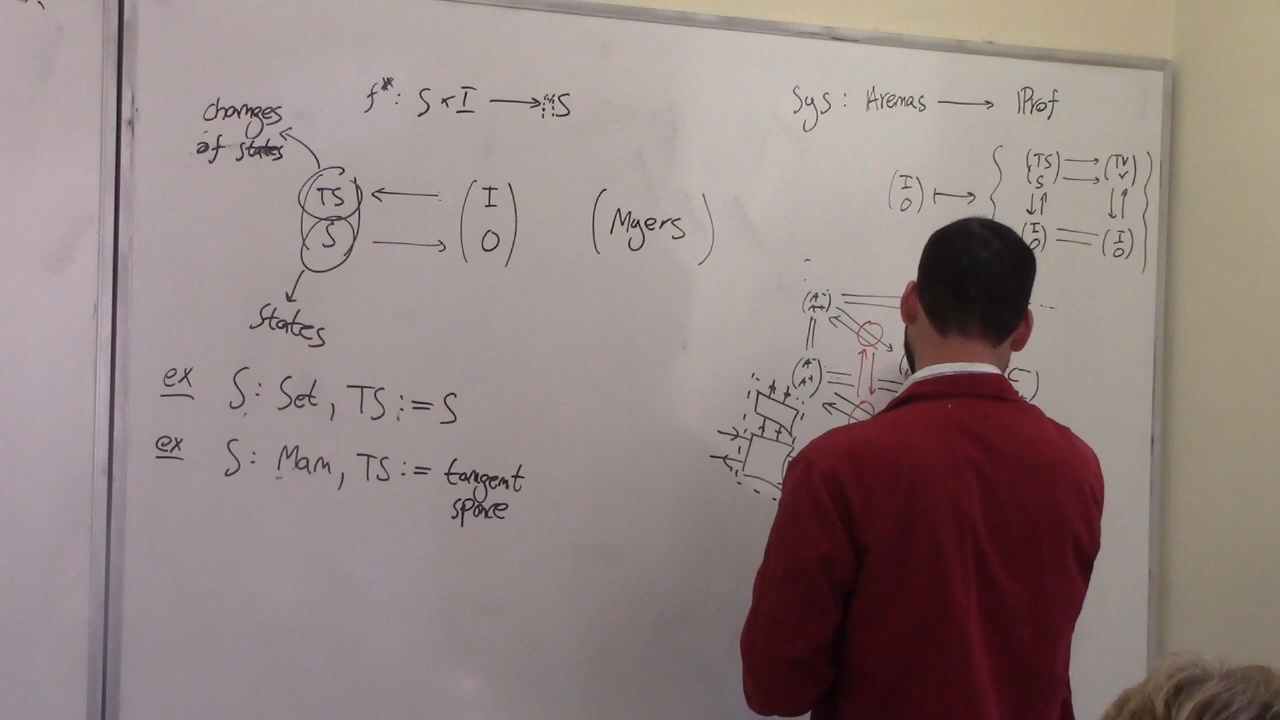 f*: S × I → S
changes
of states
(TS S) ⇆ (I O) (Myers)
states
ex S: Set, TS := S
ex S: Man, TS := tangent
space
Sys: Arenas → Prof
(I O) ↦ { (TS S) ⇉ (TV V)
(I O) = (I O) }
(A- A+)
(A- A+)